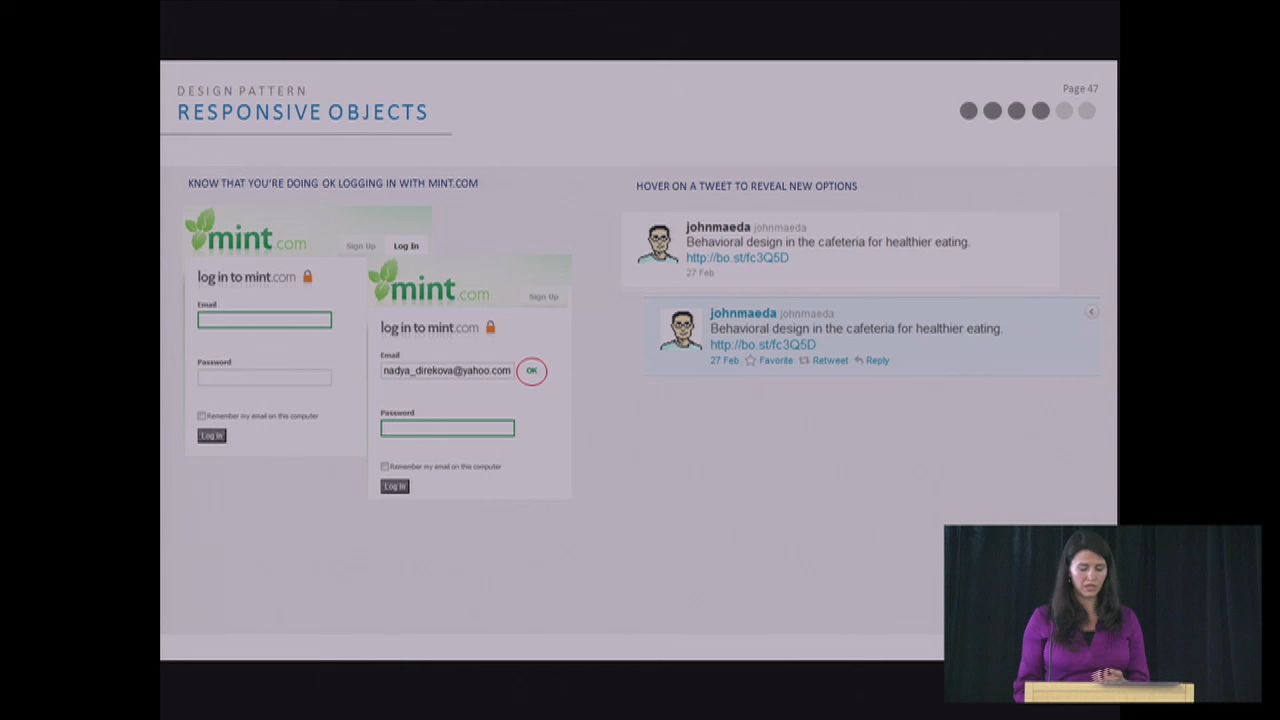 DESIGN PATTERN
RESPONSIVE OBJECTS
Page 47
KNOW THAT YOU'RE DOING OK LOGGING IN WITH MINT.COM
mint.com
Sign Up Log In
log in to mint.com
Email
Password
Remember my email on this computer
Log In
mint.com
Sign Up
log in to mint.com
Email
nadya_direkova@yahoo.com OK
Password
Remember my email on this computer
Log In
HOVER ON A TWEET TO REVEAL NEW OPTIONS
johnmaeda johnmaeda
Behavioral design in the cafeteria for healthier eating.
http://bo.st/fc3Q5D
27 Feb
johnmaeda johnmaeda
Behavioral design in the cafeteria for healthier eating.
http://bo.st/fc3Q5D
27 Feb Favorite Retweet Reply